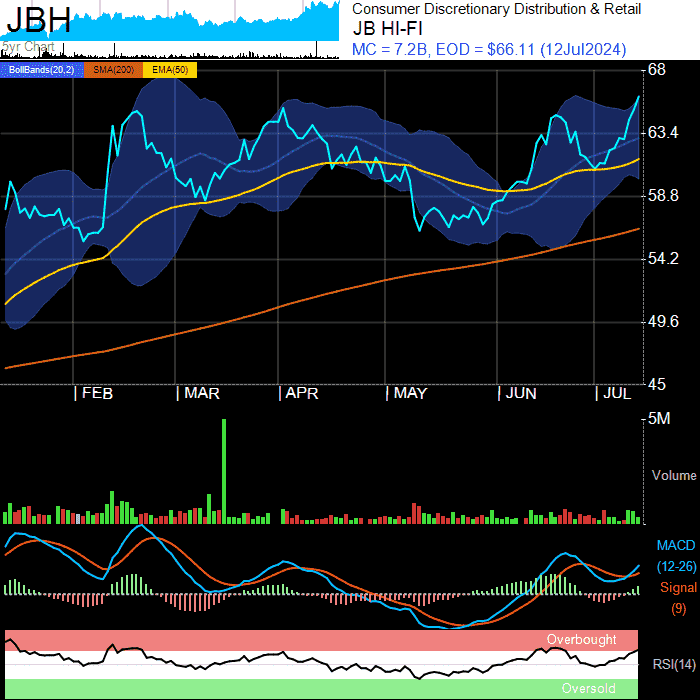 JBH
5yr Chart
Consumer Discretionary Distribution & Retail
JB HI-FI
MC = 7.2B, EOD = $66.11 (12Jul2024)
BollBands(20,2) SMA(200) EMA(50)
68
63.4
58.8
54.2
49.6
45
FEB MAR APR MAY JUN JUL
5M
Volume
MACD
(12-26)
Signal
(9)
Overbought
RSI(14)
Oversold